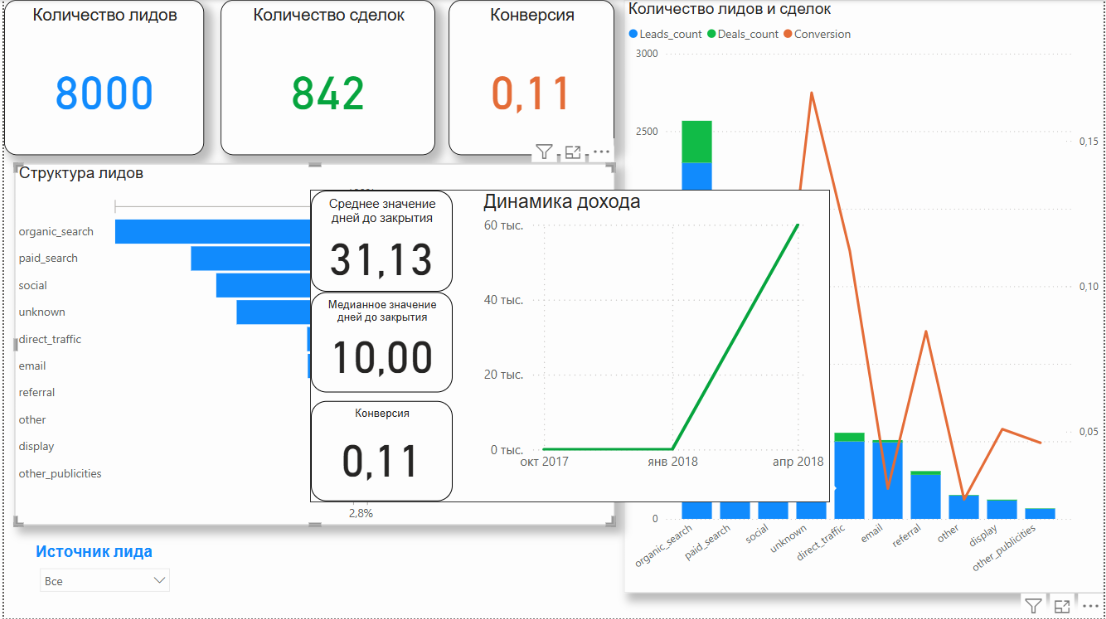 Количество лидов
8000
Количество сделок
842
Конверсия
0,11
Количество лидов и сделок
Leads_count Deals_count Conversion
3000
2500
0
0,15
0,10
0,05
organic_search
paid_search
social
unknown
direct_traffic
email
referral
other
display
other_publicities
Структура лидов
organic_search
paid_search
social
unknown
direct_traffic
email
referral
other
display
other_publicities
2,8%
Среднее значение
дней до закрытия
31,13
Медианное значение
дней до закрытия
10,00
Конверсия
0,11
Динамика дохода
60 тыс.
40 тыс.
20 тыс.
0 тыс.
окт 2017
янв 2018
апр 2018
Источник лида
Все